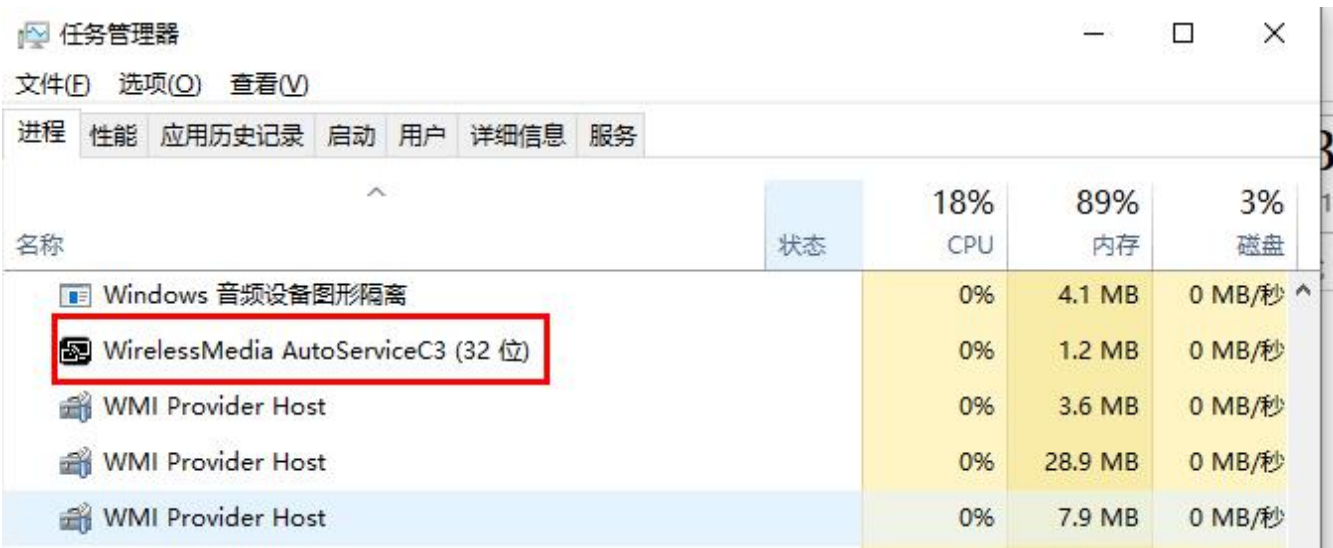 任务管理器
文件(F) 选项(O) 查看(V)
进程 性能 应用历史记录 启动 用户 详细信息 服务
18% 89% 3%
名称 状态 CPU 内存 磁盘
Windows 音频设备图形隔离 0% 4.1 MB 0 MB/秒
WirelessMedia AutoServiceC3 (32 位) 0% 1.2 MB 0 MB/秒
WMI Provider Host 0% 3.6 MB 0 MB/秒
WMI Provider Host 0% 28.9 MB 0 MB/秒
WMI Provider Host 0% 7.9 MB 0 MB/秒